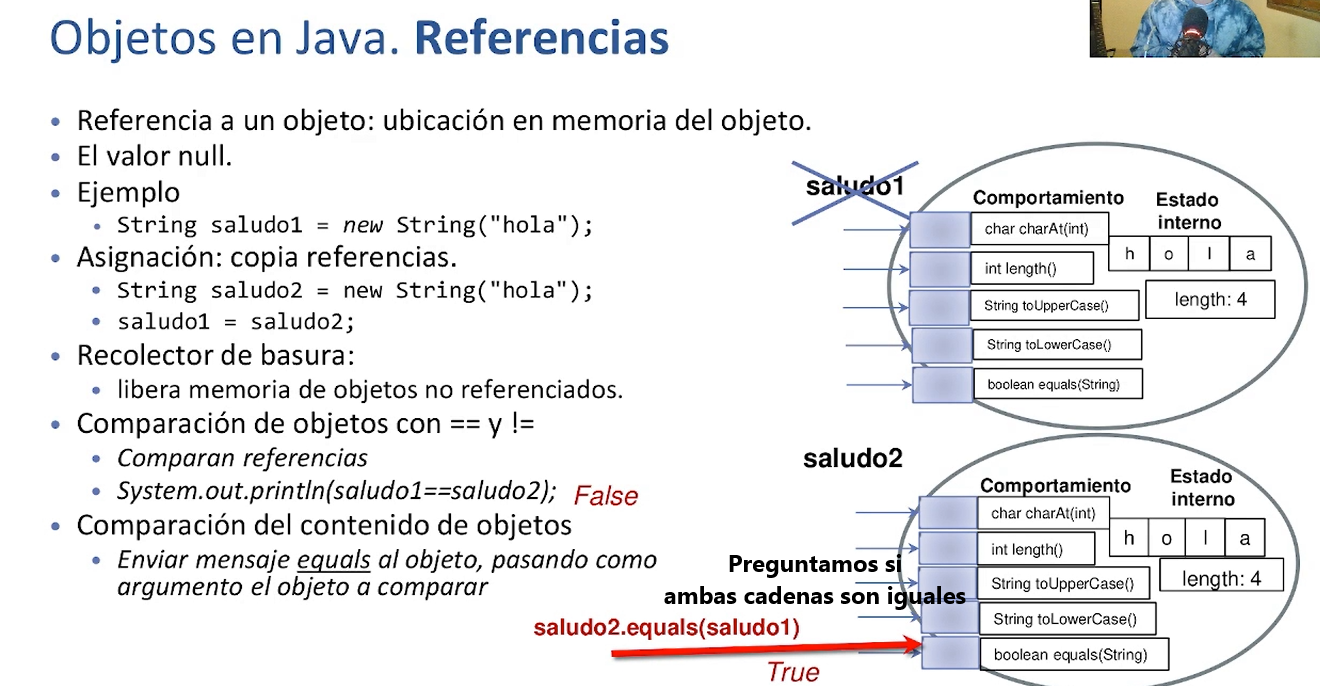 Objetos en Java. Referencias
• Referencia a un objeto: ubicación en memoria del objeto.
• El valor null.
• Ejemplo
• String saludo1 = new String("hola");
• Asignación: copia referencias.
• String saludo2 = new String("hola");
• saludo1 = saludo2;
• Recolector de basura:
• libera memoria de objetos no referenciados.
• Comparación de objetos con == y !=
• Comparan referencias
• System.out.println(saludo1==saludo2); False
• Comparación del contenido de objetos
• Enviar mensaje equals al objeto, pasando como
argumento el objeto a comparar
saludo1
Comportamiento
Estado
interno
char charAt(int)
h o l a
int length()
length: 4
String toUpperCase()
String toLowerCase()
boolean equals(String)
saludo2
Comportamiento
Estado
interno
char charAt(int)
h o l a
int length()
length: 4
String toUpperCase()
String toLowerCase()
boolean equals(String)
Preguntamos si
ambas cadenas son iguales
saludo2.equals(saludo1)
True